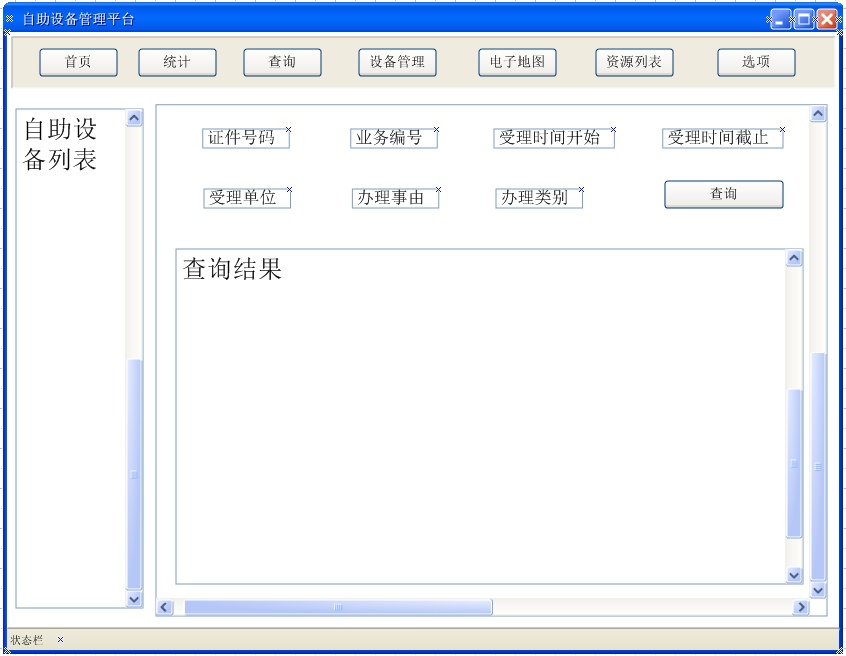 自助设备管理平台
首页 统计 查询 设备管理 电子地图 资源列表 选项
自助设
备列表
证件号码 业务编号 受理时间开始 受理时间截止
受理单位 办理事由 办理类别 查询
查询结果
状态栏